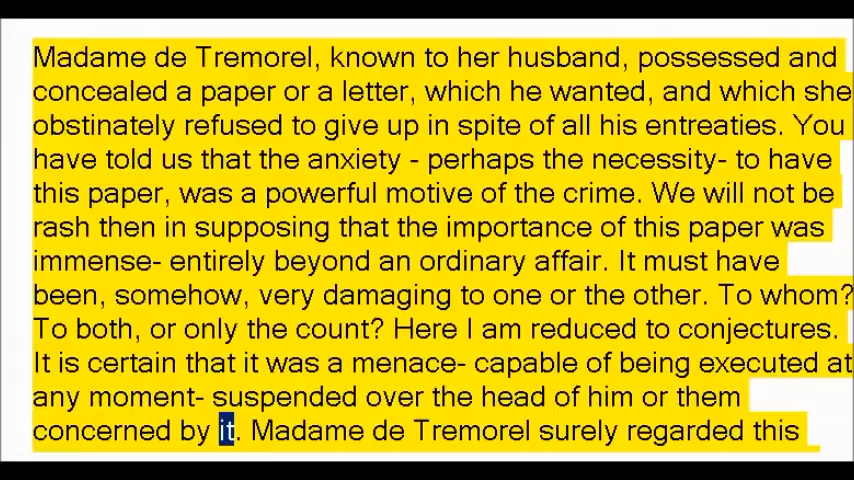 Madame de Tremorel, known to her husband, possessed and
concealed a paper or a letter, which he wanted, and which she
obstinately refused to give up in spite of all his entreaties. You
have told us that the anxiety - perhaps the necessity- to have
this paper, was a powerful motive of the crime. We will not be
rash then in supposing that the importance of this paper was
immense- entirely beyond an ordinary affair. It must have
been, somehow, very damaging to one or the other. To whom?
To both, or only the count? Here I am reduced to conjectures.
It is certain that it was a menace- capable of being executed at
any moment- suspended over the head of him or them
concerned by it. Madame de Tremorel surely regarded this